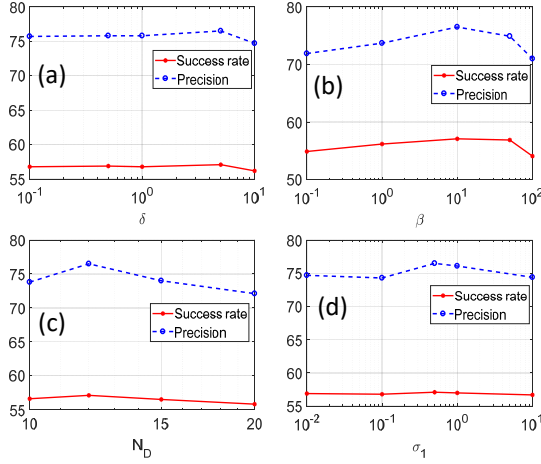 80
75
70
65
60
55
(a)
Success rate
Precision
10^-1 10^0 10^1
δ
80
70
60
50
(b)
Success rate
Precision
10^-1 10^0 10^1 10^2
β
80
75
70
65
60
55
(c)
Success rate
Precision
10 15 20
N_D
80
75
70
65
60
55
(d)
Success rate
Precision
10^-2 10^-1 10^0 10^1
σ_1